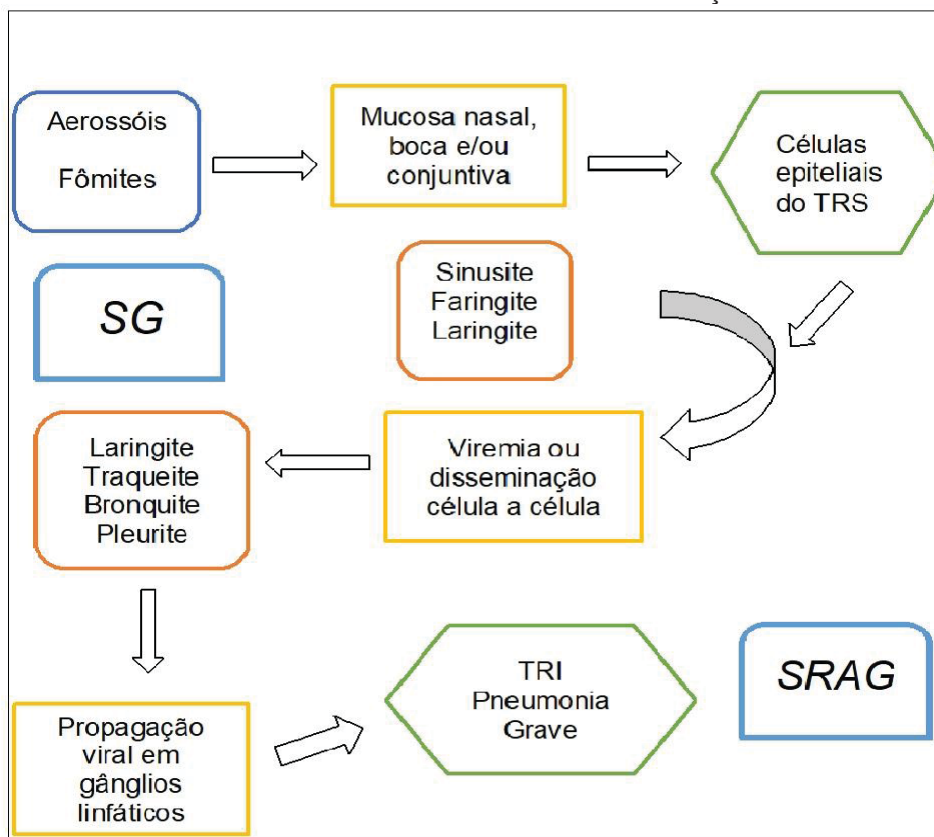 Aerossóis
Fômites
Mucosa nasal,
boca e/ou
conjuntiva
Células
epiteliais
do TRS
SG
Sinusite
Faringite
Laringite
Viremia ou
disseminação
célula a célula
Laringite
Traqueite
Bronquite
Pleurite
Propagação
viral em
gânglios
linfáticos
TRI
Pneumonia
Grave
SRAG